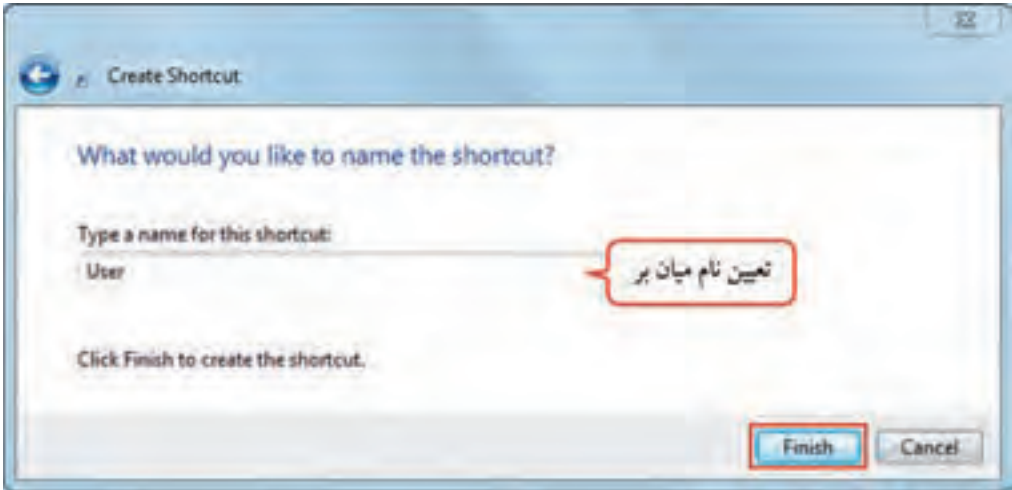 Create Shortcut
What would you like to name the shortcut?
Type a name for this shortcut:
User
تعیین نام میان بر
Click Finish to create the shortcut.
Finish
Cancel